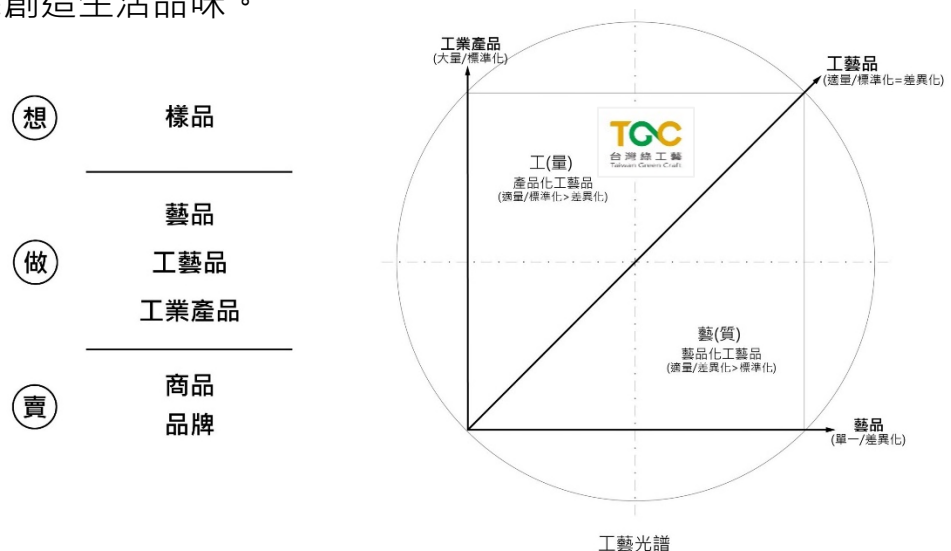 創造生活品味。
想
樣品
做
藝品
工藝品
工業產品
賣
商品
品牌
工業產品
(大量/標準化)
工藝品
(適量/標準化=差異化)
TGC
台灣綠工藝
Taiwan Green Craft
工(量)
產品化工藝品
(適量/標準化>差異化)
藝(質)
藝品化工藝品
(適量/差異化>標準化)
藝品
(單一/差異化)
工藝光譜